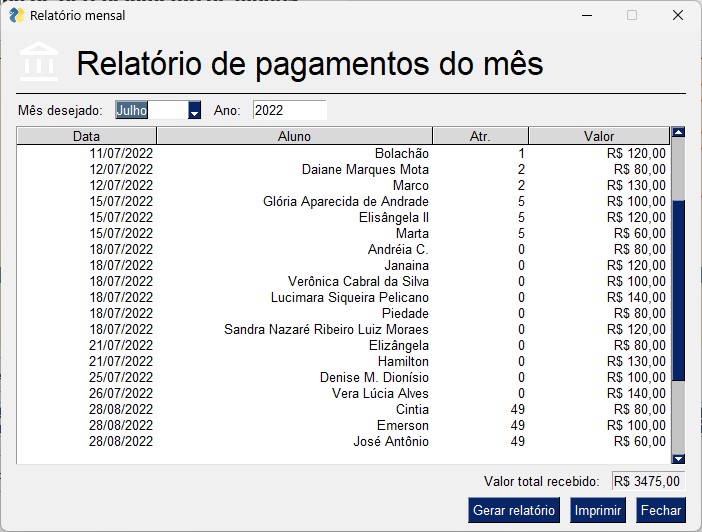 Relatório mensal
Relatório de pagamentos do mês
Mês desejado: Julho Ano: 2022
Data Aluno Atr. Valor
11/07/2022 Bolachão 1 R$ 120,00
12/07/2022 Daiane Marques Mota 2 R$ 80,00
12/07/2022 Marco 2 R$ 130,00
15/07/2022 Glória Aparecida de Andrade 5 R$ 100,00
15/07/2022 Elisângela II 5 R$ 120,00
15/07/2022 Marta 5 R$ 60,00
18/07/2022 Andréia C. 0 R$ 80,00
18/07/2022 Janaina 0 R$ 120,00
18/07/2022 Verônica Cabral da Silva 0 R$ 100,00
18/07/2022 Lucimara Siqueira Pelicano 0 R$ 140,00
18/07/2022 Piedade 0 R$ 80,00
18/07/2022 Sandra Nazaré Ribeiro Luiz Moraes 0 R$ 120,00
21/07/2022 Elizângela 0 R$ 80,00
21/07/2022 Hamilton 0 R$ 130,00
25/07/2022 Denise M. Dionísio 0 R$ 100,00
26/07/2022 Vera Lúcia Alves 0 R$ 140,00
28/08/2022 Cintia 49 R$ 80,00
28/08/2022 Emerson 49 R$ 100,00
28/08/2022 José Antônio 49 R$ 60,00
Valor total recebido: R$ 3475,00
Gerar relatório Imprimir Fechar